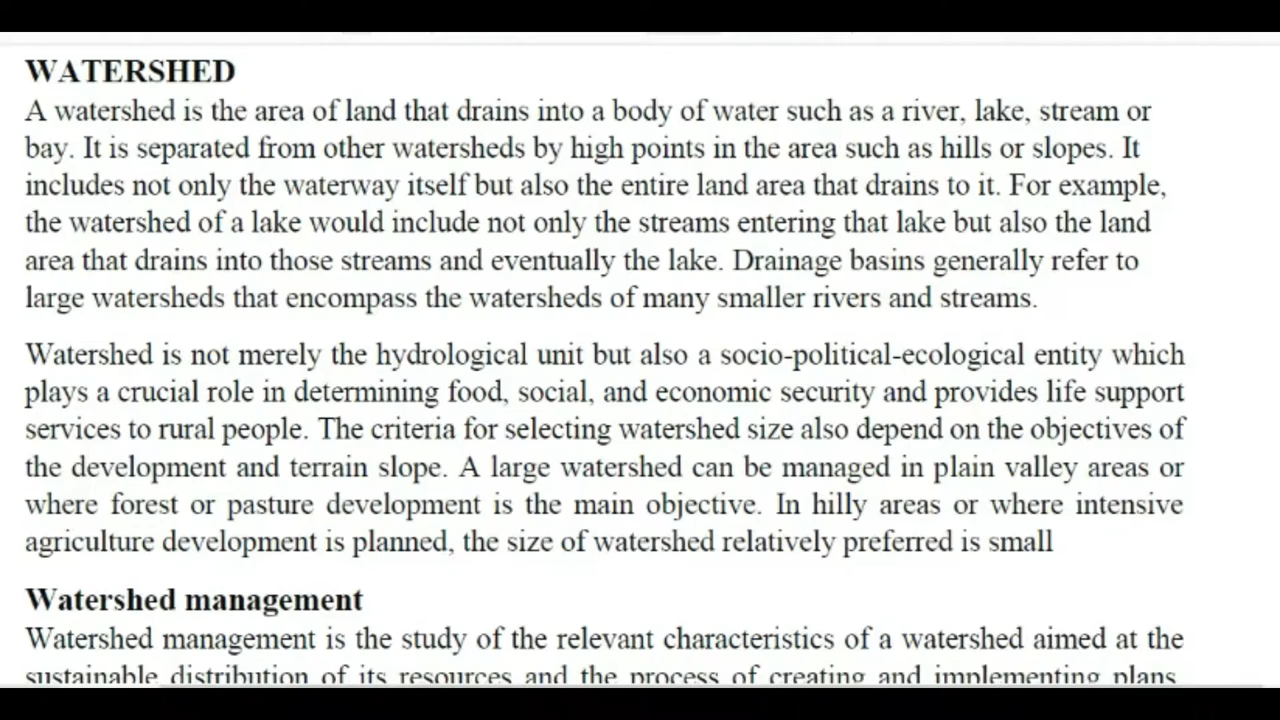 WATERSHED
A watershed is the area of land that drains into a body of water such as a river, lake, stream or
bay. It is separated from other watersheds by high points in the area such as hills or slopes. It
includes not only the waterway itself but also the entire land area that drains to it. For example,
the watershed of a lake would include not only the streams entering that lake but also the land
area that drains into those streams and eventually the lake. Drainage basins generally refer to
large watersheds that encompass the watersheds of many smaller rivers and streams.
Watershed is not merely the hydrological unit but also a socio-political-ecological entity which
plays a crucial role in determining food, social, and economic security and provides life support
services to rural people. The criteria for selecting watershed size also depend on the objectives of
the development and terrain slope. A large watershed can be managed in plain valley areas or
where forest or pasture development is the main objective. In hilly areas or where intensive
agriculture development is planned, the size of watershed relatively preferred is small
Watershed management
Watershed management is the study of the relevant characteristics of a watershed aimed at the
sustainable distribution of its resources and the process of creating and implementing plans,